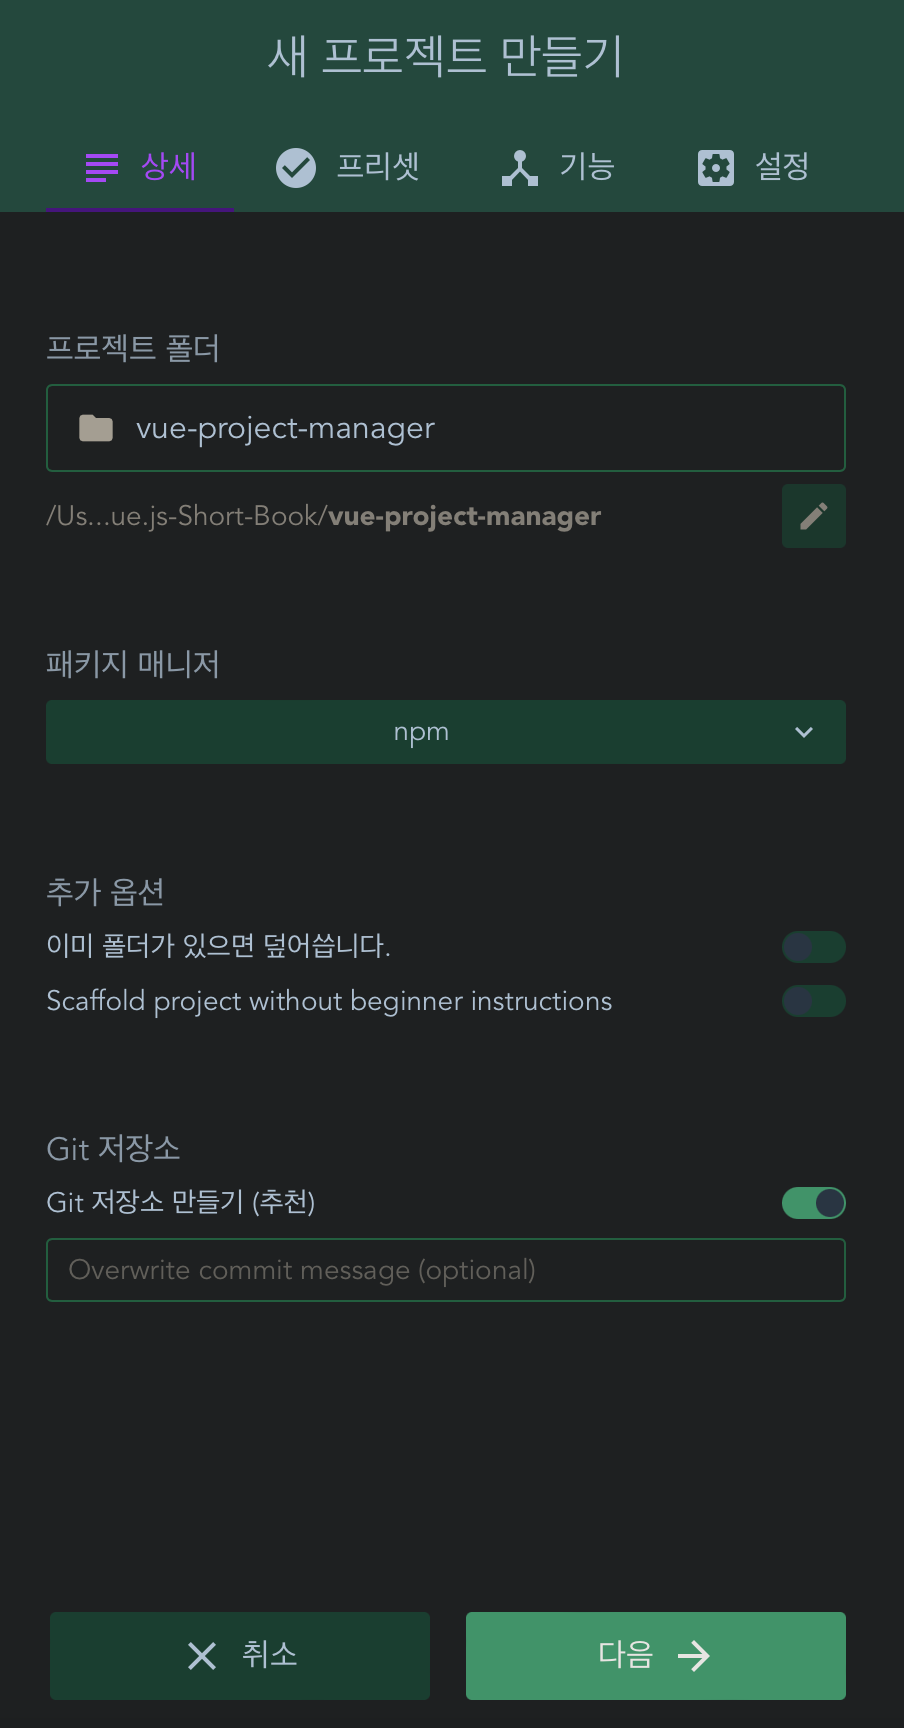 새 프로젝트 만들기
상세 프리셋 기능 설정
프로젝트 폴더
vue-project-manager
/Us...ue.js-Short-Book/vue-project-manager
패키지 매니저
npm
추가 옵션
이미 폴더가 있으면 덮어씁니다.
Scaffold project without beginner instructions
Git 저장소
Git 저장소 만들기 (추천)
Overwrite commit message (optional)
취소 다음